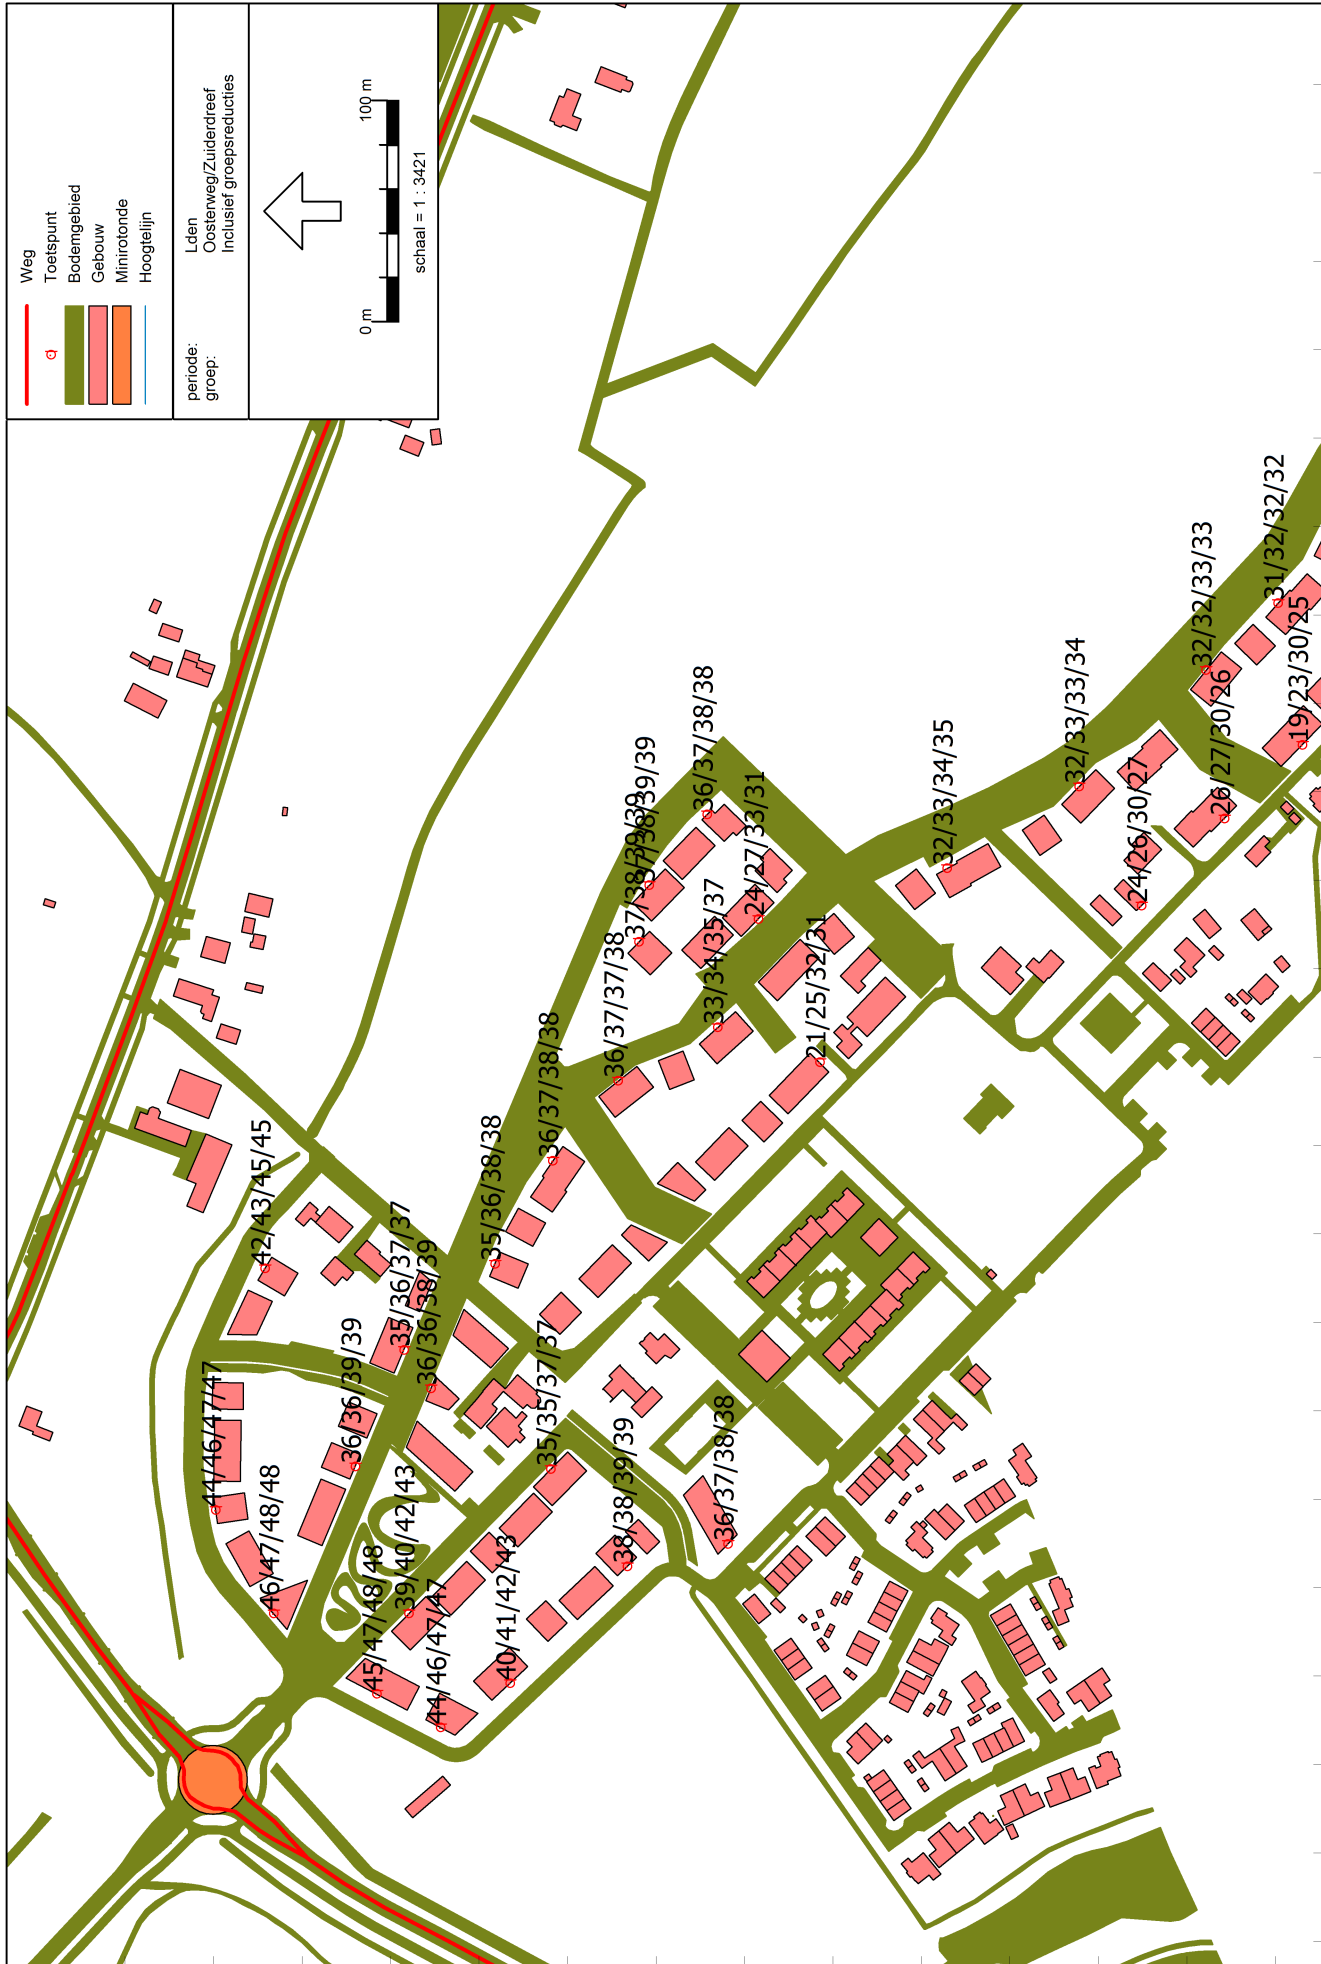 Weg
Toetspunt
Bodemgebied
Gebouw
Minirotonde
Hoogtelijn
periode: Lden
groep: Oosterweg/Zuiderdreef
Inclusief groepsreducties
0 m 100 m
schaal = 1 : 3421
44/46/47/47
42/43/45/45
46/47/48/48
36/36/39/39
45/47/48/48
35/36/37/37
39/40/42/43
36/36/38/39
44/46/47/47
35/36/38/38
40/41/42/43
35/35/37/37
36/37/38/38
36/37/37/38
38/38/39/39
37/38/39/39
37/38/39/39
36/37/38/38
33/34/35/37
36/37/38/38
24/27/33/31
21/25/32/31
32/33/34/35
32/33/33/34
24/26/30/27
32/32/33/33
26/27/30/26
31/32/32/32
19/23/30/25